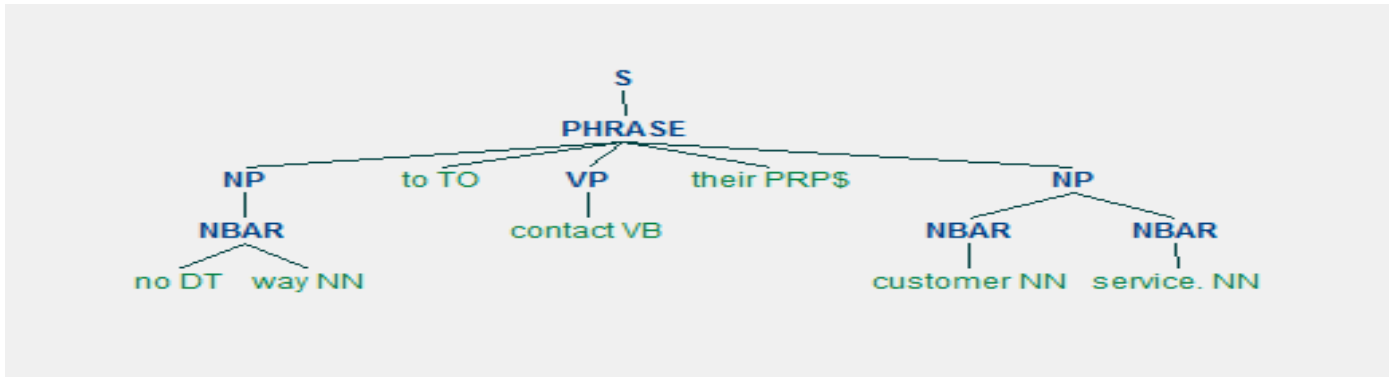 S
PHRASE
NP to TO VP their PRP$ NP
NBAR contact VB NBAR NBAR
no DT way NN customer NN service. NN